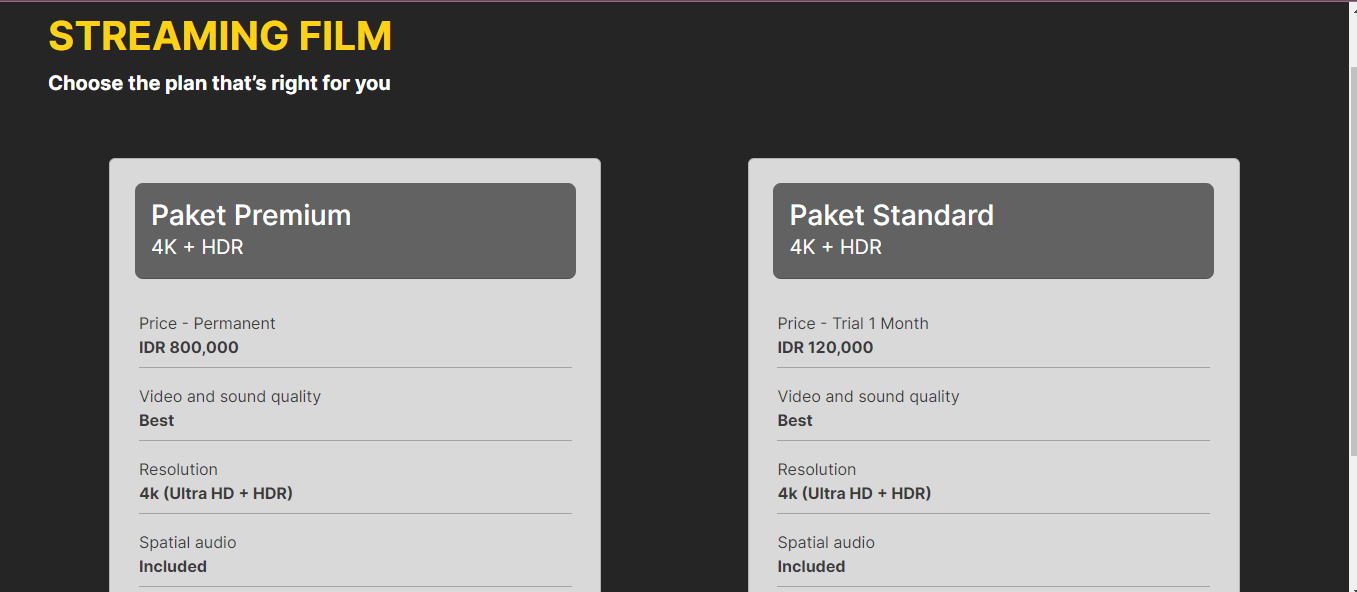 STREAMING FILM
Choose the plan that’s right for you
Paket Premium
4K + HDR
Price - Permanent
IDR 800,000
Video and sound quality
Best
Resolution
4k (Ultra HD + HDR)
Spatial audio
Included
Paket Standard
4K + HDR
Price - Trial 1 Month
IDR 120,000
Video and sound quality
Best
Resolution
4k (Ultra HD + HDR)
Spatial audio
Included